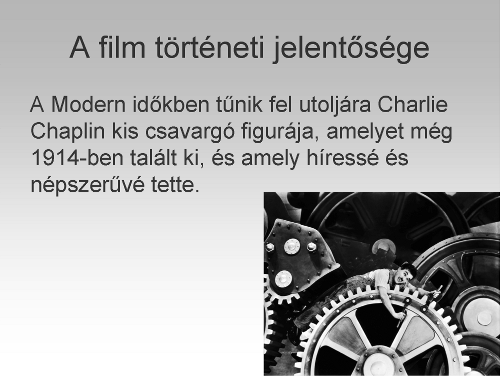 A film történeti jelentősége
A Modern időkben tűnik fel utoljára Charlie
Chaplin kis csavargó figurája, amelyet még
1914-ben talált ki, és amely híressé és
népszerűvé tette.